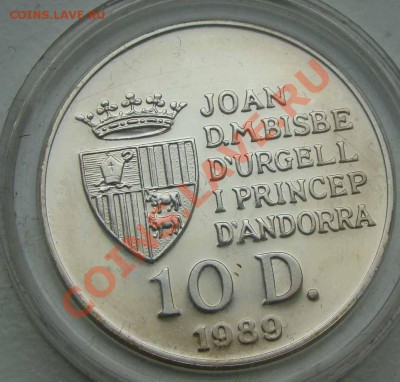 COINS.LAVE.RU
JOAN
D.M.BISBE
D'URGELL
I PRINCEP
D'ANDORRA
10 D.
1989
COINS.LAVE.RU